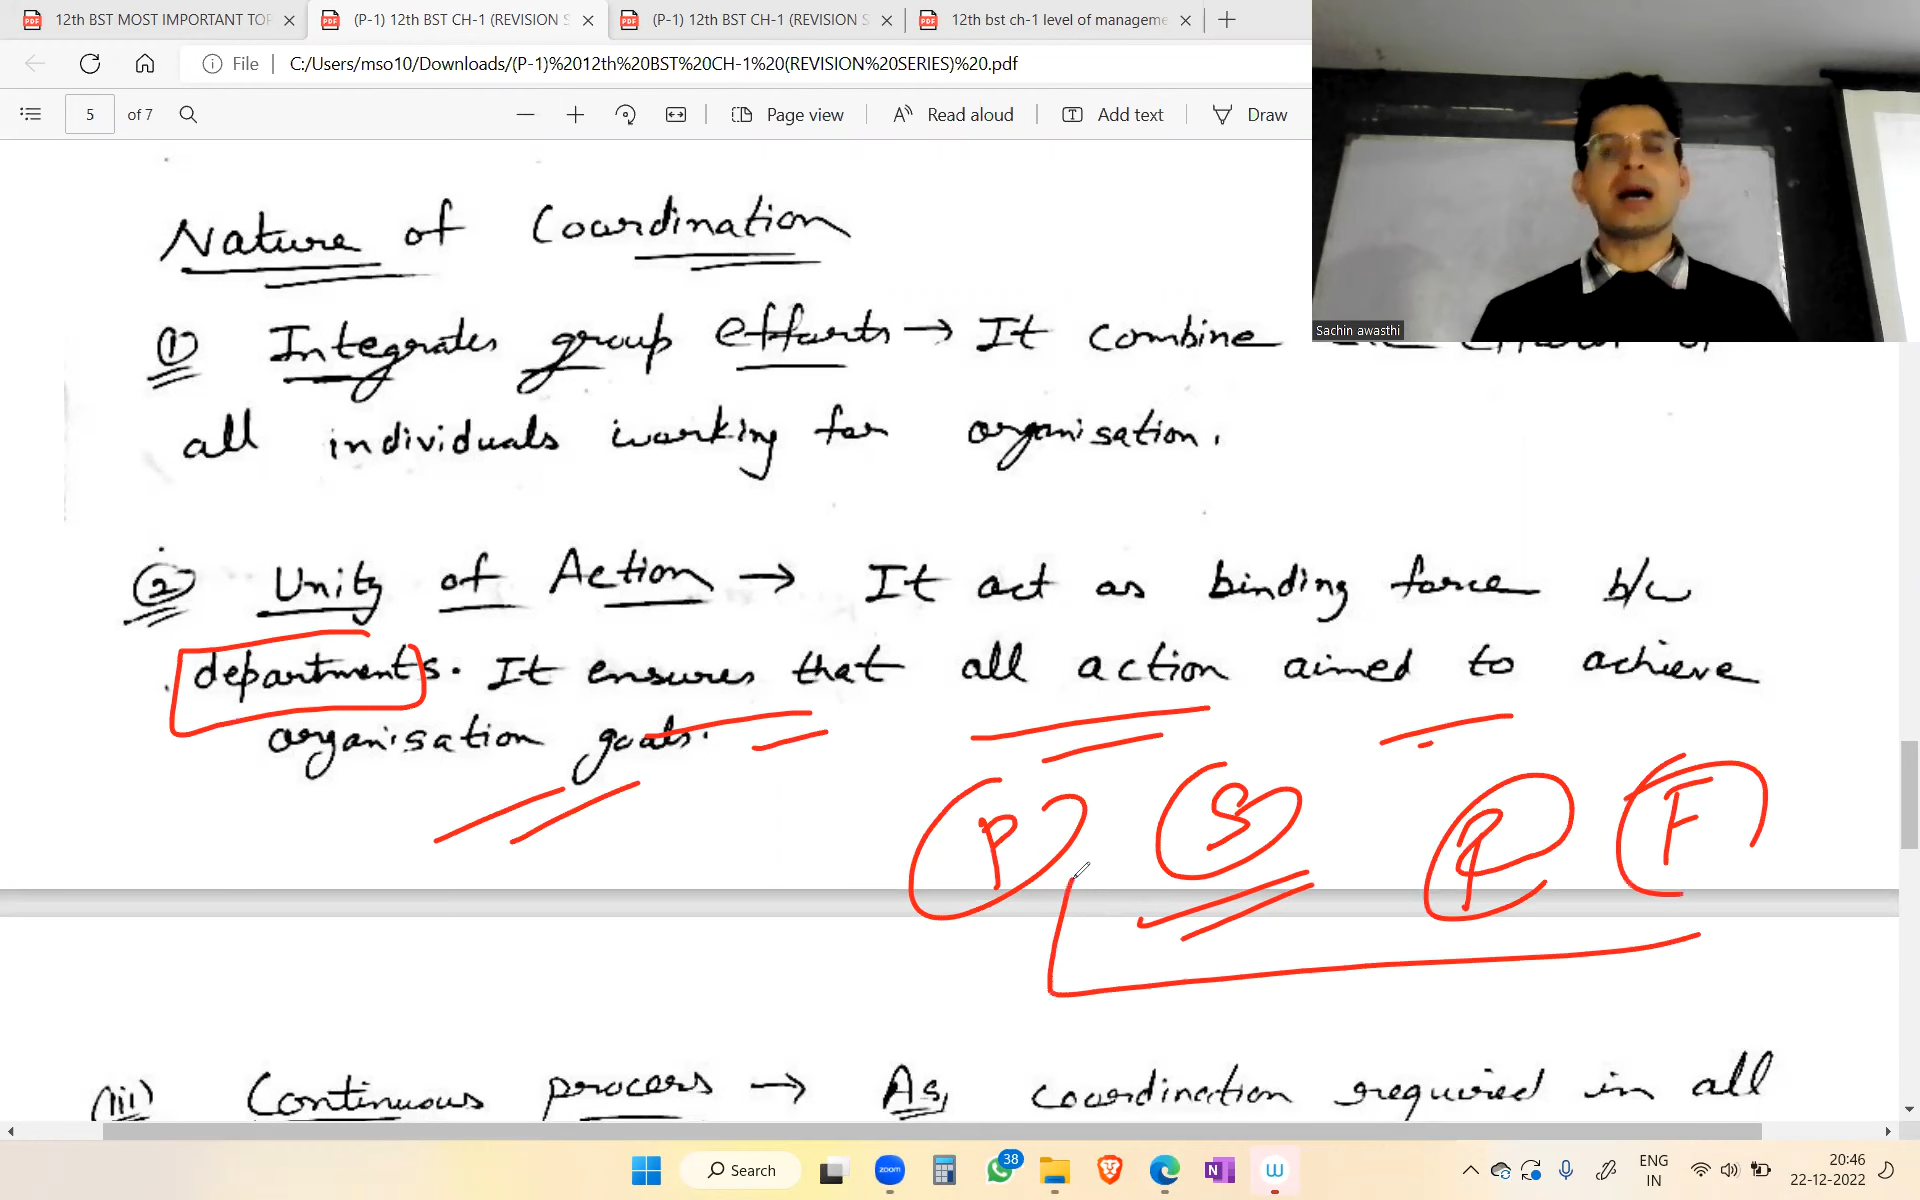 12th BST MOST IMPORTANT TOP
(P-1) 12th BST CH-1 (REVISION S
(P-1) 12th BST CH-1 (REVISION S
12th bst ch-1 level of manageme
File
C:/Users/mso10/Downloads/(P-1)%2012th%20BST%20CH-1%20(REVISION%20SERIES)%20.pdf
5 of 7
Page view
Read aloud
Add text
Draw
Sachin awasthi
Nature of Coordination
① Integrates group efforts → It combine
all individuals working for organisation.
② Unity of Action → It act as binding force b/w
departments. It ensures that all action aimed to achieve
organisation goals.
P S P F
(iii) Continuous process → As, coordination required in all
Search
zoom
38
ENG
IN
20:46
22-12-2022